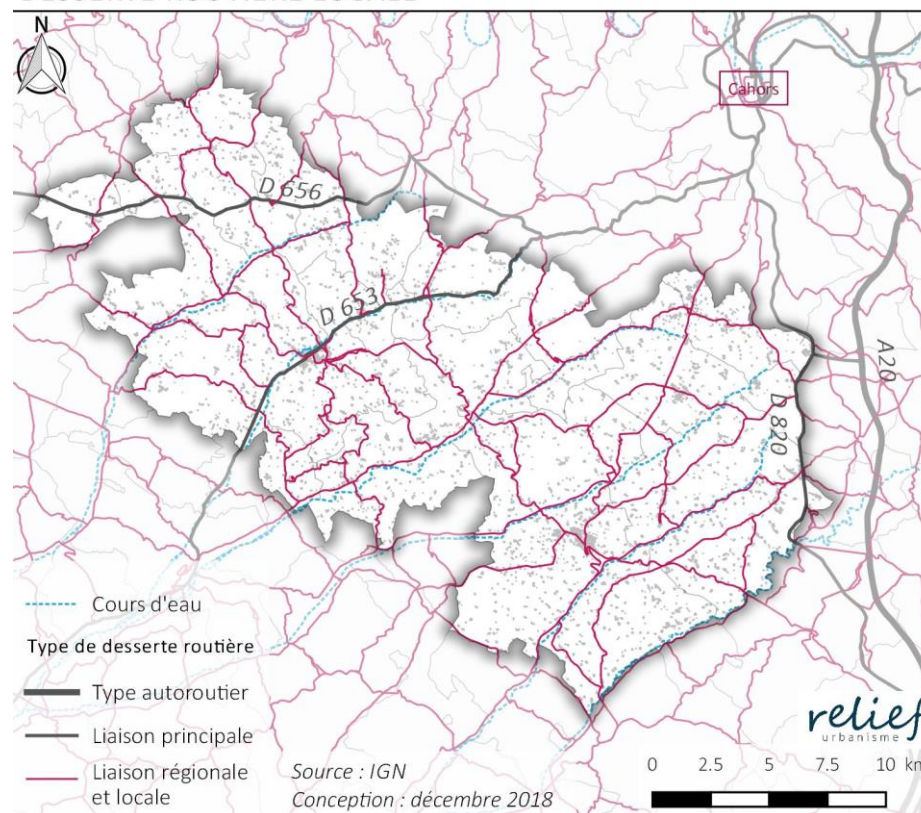 N
Cahors
D 656
D 653
A20
D 820
Cours d'eau
Type de desserte routière
Type autoroutier
Liaison principale
Liaison régionale
et locale
Source : IGN
Conception : décembre 2018
relief
urbanisme
0 2.5 5 7.5 10 km